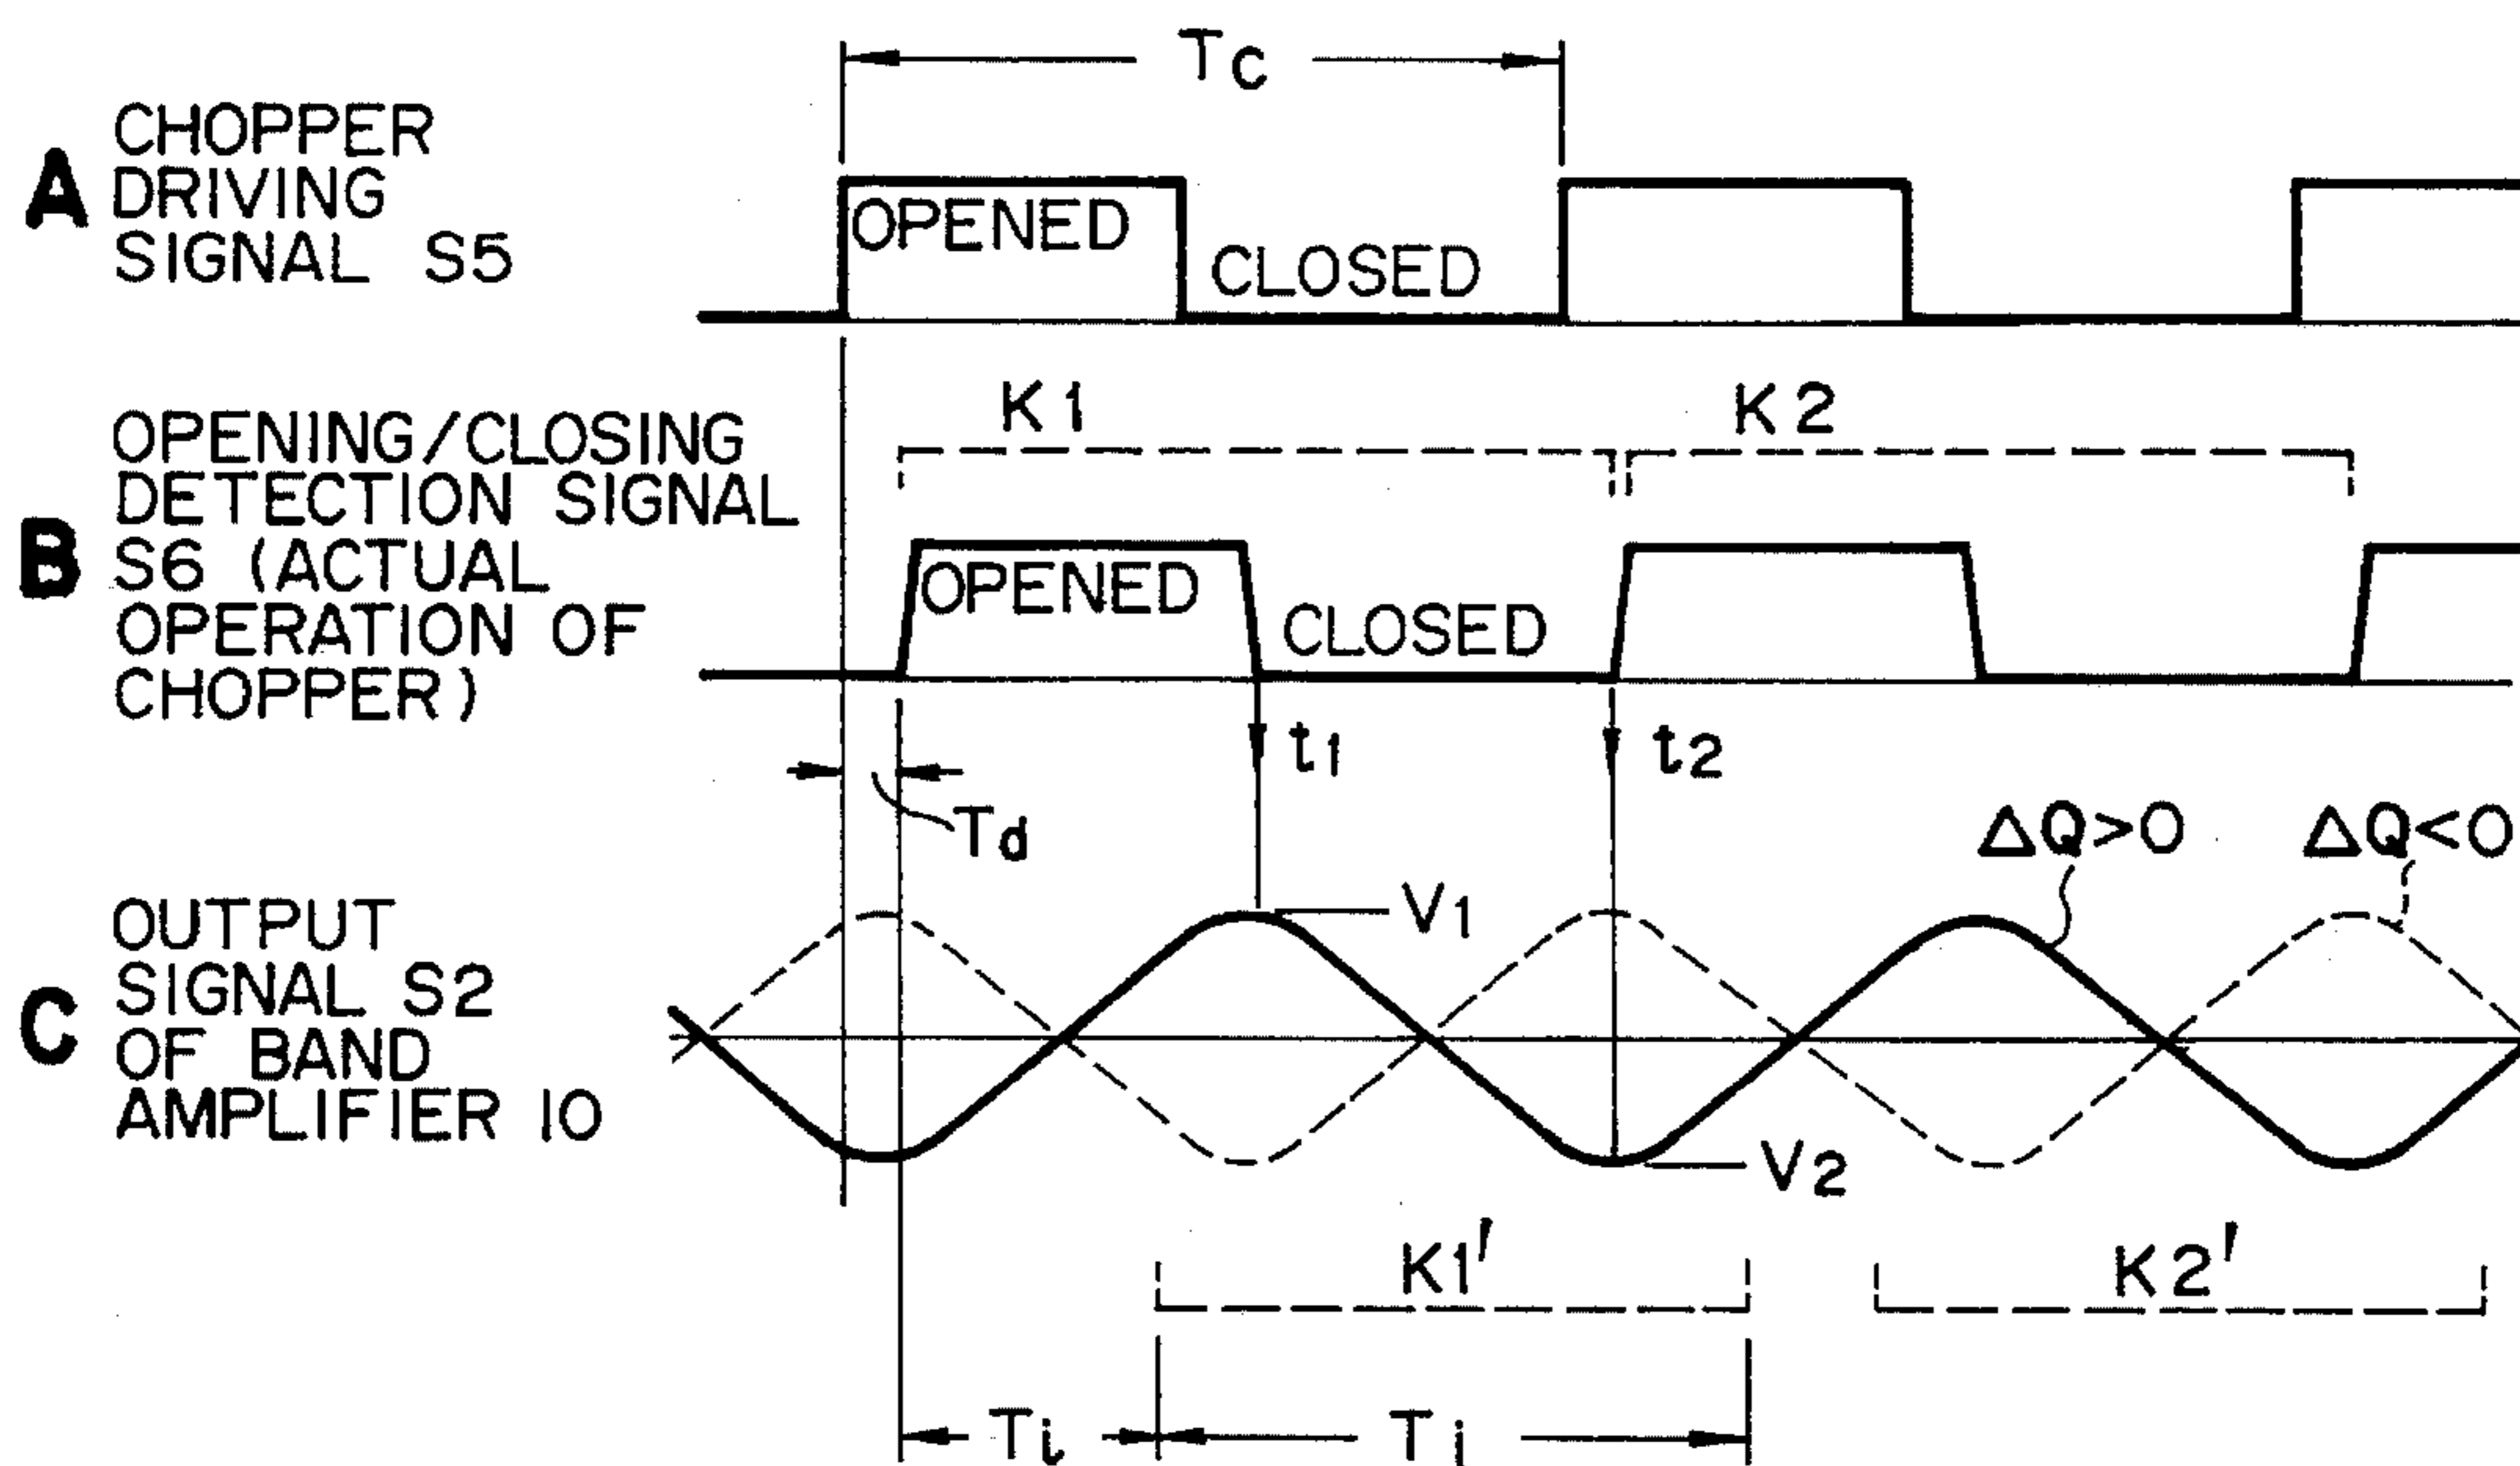 TC
A
CHOPPER
DRIVING
SIGNAL S5
OPENED
CLOSED
K1
K2
B
OPENING/CLOSING
DETECTION SIGNAL
S6 (ACTUAL
OPERATION OF
CHOPPER)
OPENED
CLOSED
t1
t2
Td
ΔQ>0
ΔQ<0
C
OUTPUT
SIGNAL S2
OF BAND
AMPLIFIER 10
V1
V2
K1'
K2'
Ti
Tj